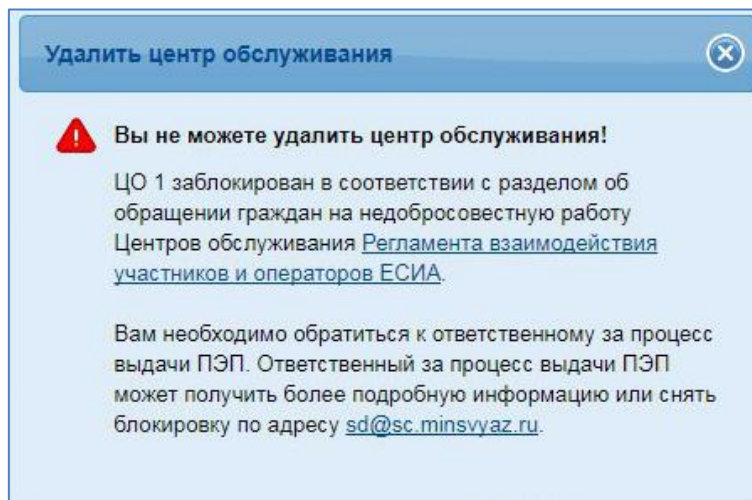 Удалить центр обслуживания
Вы не можете удалить центр обслуживания!
ЦО 1 заблокирован в соответствии с разделом об
обращении граждан на недобросовестную работу
Центров обслуживания Регламента взаимодействия
участников и операторов ЕСИА.
Вам необходимо обратиться к ответственному за процесс
выдачи ПЭП. Ответственный за процесс выдачи ПЭП
может получить более подробную информацию или снять
блокировку по адресу sd@sc.minsvyaz.ru.